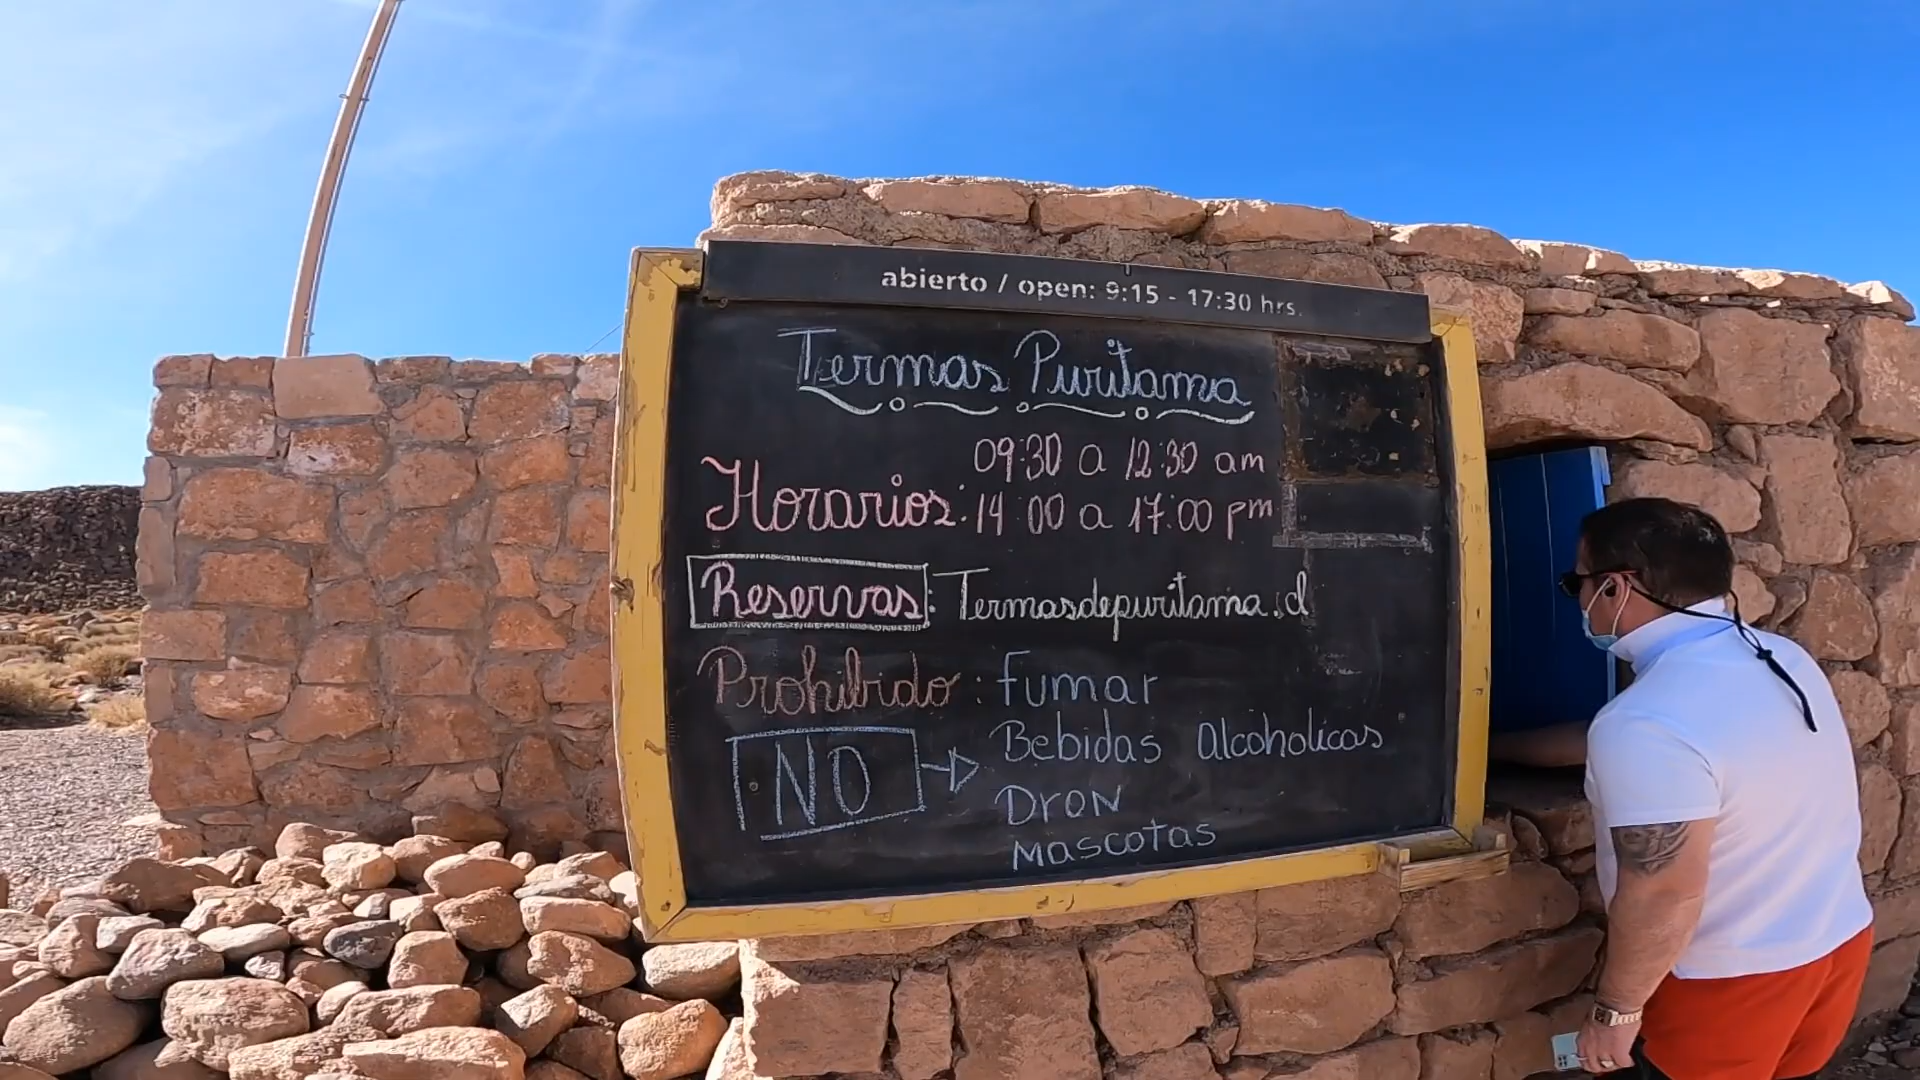 abierto / open: 9:15 - 17:30 hrs.
Termas Puritama
09:30 a 12:30 am
Horarios: 14:00 a 17:00 pm
Reservas: Termasdepuritama.cl
Prohibido: Fumar
NO → Bebidas Alcoholicas
Dron
Mascotas